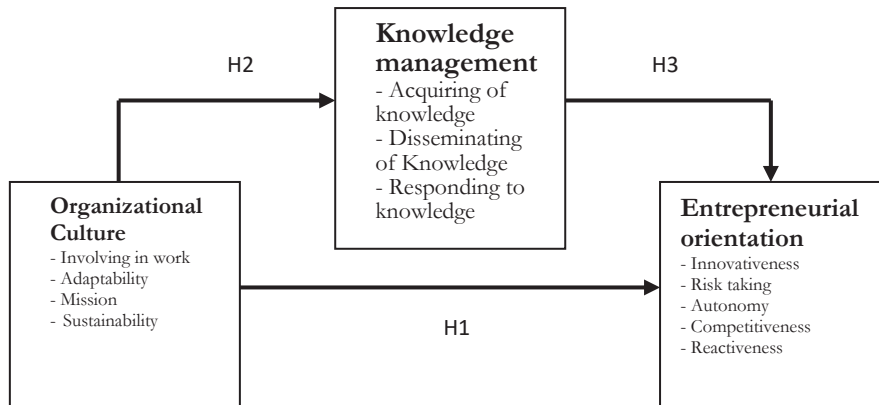 Knowledge
management
- Acquiring of
knowledge
- Disseminating
of Knowledge
- Responding to
knowledge
H2
H3
Organizational
Culture
- Involving in work
- Adaptability
- Mission
- Sustainability
Entrepreneurial
orientation
- Innovativeness
- Risk taking
- Autonomy
- Competitiveness
- Reactiveness
H1